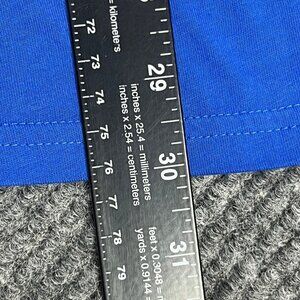 = kilometers
inches x 25.4 = millimeters
inches x 2.54 = centimeters
feet x 0.3048 =
yards x 0.9144
29
30
31
72
73
74
75
76
77
78
79